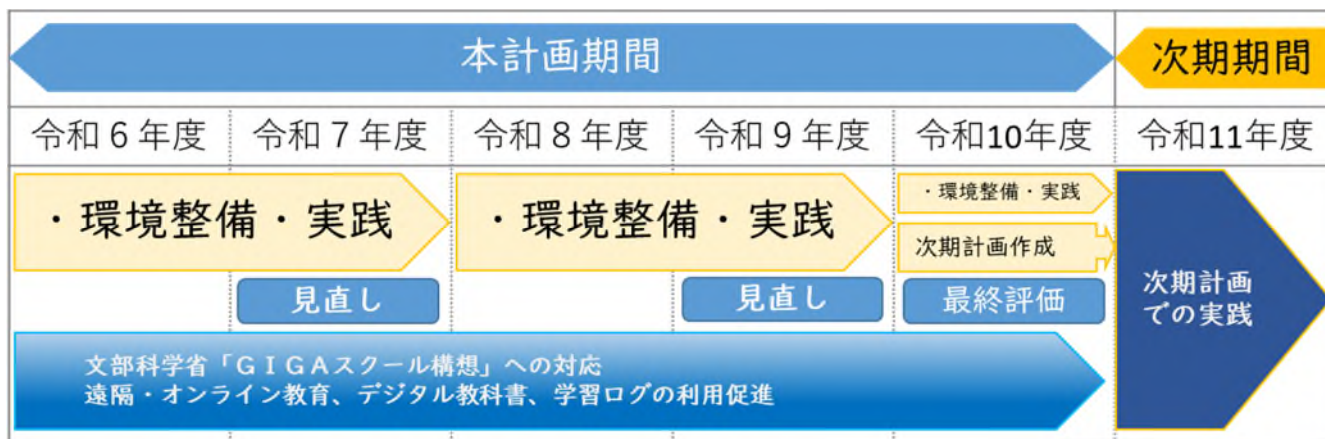 本計画期間
次期期間
令和６年度
令和７年度
令和８年度
令和９年度
令和10年度
令和11年度
・環境整備・実践
・環境整備・実践
・環境整備・実践
次期計画作成
見直し
見直し
最終評価
次期計画
での実践
文部科学省「ＧＩＧＡスクール構想」への対応
遠隔・オンライン教育、デジタル教科書、学習ログの利用促進